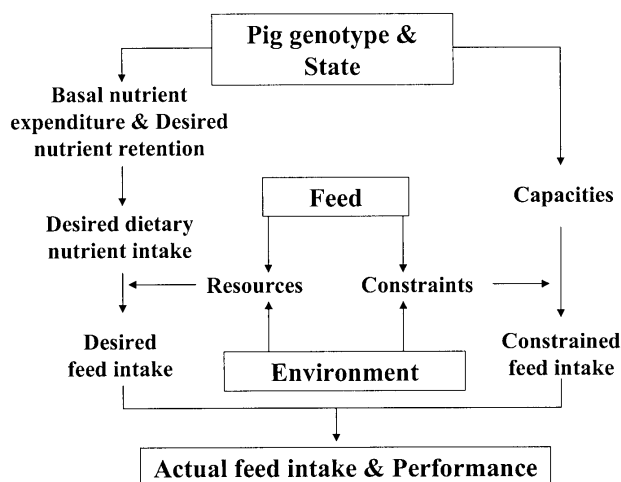 Pig genotype &
State
Basal nutrient
expenditure & Desired
nutrient retention
Feed
Capacities
Desired dietary
nutrient intake
Resources
Constraints
Desired
feed intake
Environment
Constrained
feed intake
Actual feed intake & Performance